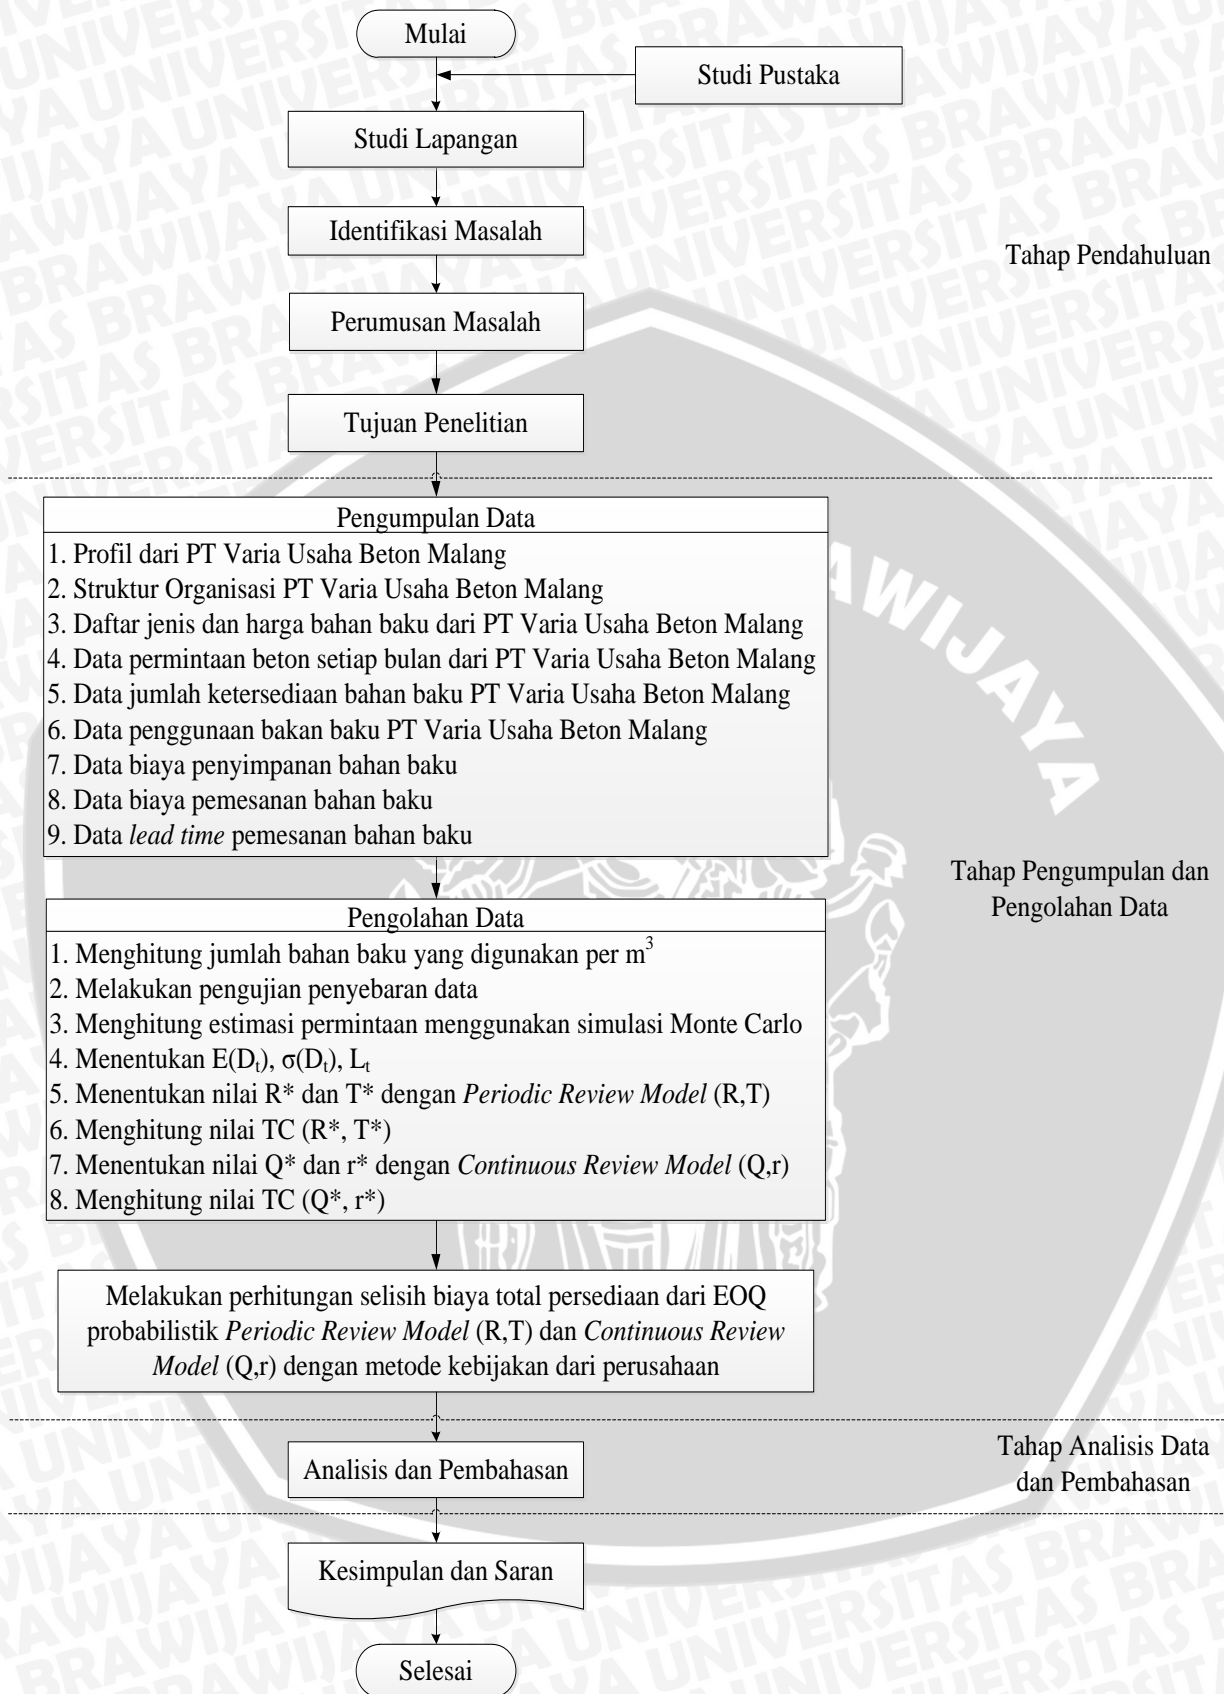 Mulai
Studi Pustaka
Studi Lapangan
Identifikasi Masalah
Tahap Pendahuluan
Perumusan Masalah
Tujuan Penelitian
Pengumpulan Data
1. Profil dari PT Varia Usaha Beton Malang
2. Struktur Organisasi PT Varia Usaha Beton Malang
3. Daftar jenis dan harga bahan baku dari PT Varia Usaha Beton Malang
4. Data permintaan beton setiap bulan dari PT Varia Usaha Beton Malang
5. Data jumlah ketersediaan bahan baku PT Varia Usaha Beton Malang
6. Data penggunaan bakan baku PT Varia Usaha Beton Malang
7. Data biaya penyimpanan bahan baku
8. Data biaya pemesanan bahan baku
9. Data lead time pemesanan bahan baku
Tahap Pengumpulan dan
Pengolahan Data
Pengolahan Data
1. Menghitung jumlah bahan baku yang digunakan per m³
2. Melakukan pengujian penyebaran data
3. Menghitung estimasi permintaan menggunakan simulasi Monte Carlo
4. Menentukan E(Dₜ), σ(Dₜ), Lₜ
5. Menentukan nilai R* dan T* dengan Periodic Review Model (R,T)
6. Menghitung nilai TC (R*, T*)
7. Menentukan nilai Q* dan r* dengan Continuous Review Model (Q,r)
8. Menghitung nilai TC (Q*, r*)
Melakukan perhitungan selisih biaya total persediaan dari EOQ
probabilistik Periodic Review Model (R,T) dan Continuous Review
Model (Q,r) dengan metode kebijakan dari perusahaan
Tahap Analisis Data
dan Pembahasan
Analisis dan Pembahasan
Kesimpulan dan Saran
Selesai